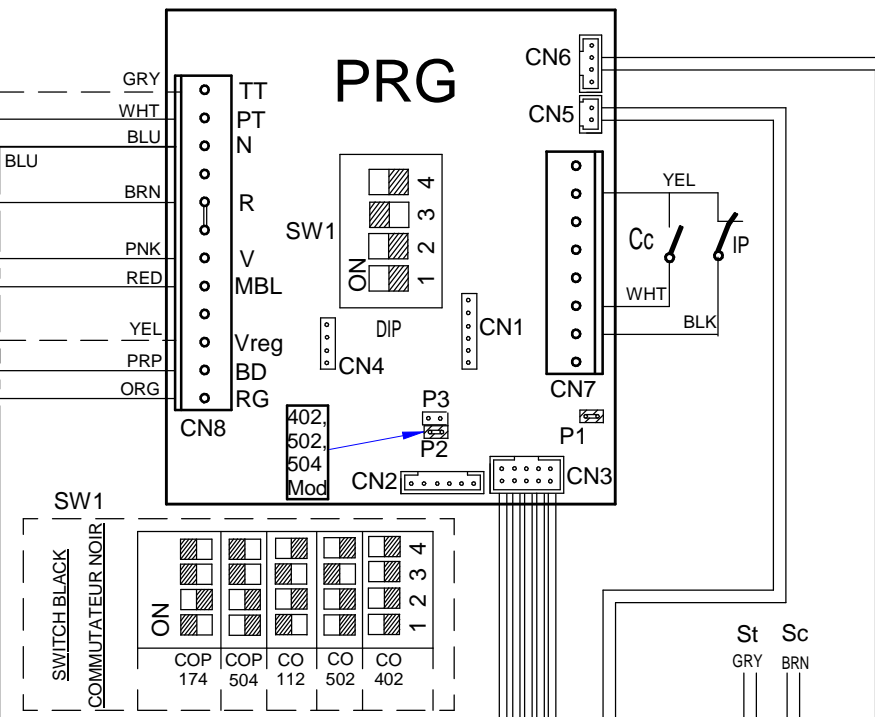 PRG
CN6
CN5
GRY
TT
WHT
PT
BLU
N
BLU
BRN
R
PNK
V
RED
MBL
YEL
Vreg
PRP
BD
ORG
RG
CN8
SW1
ON
4
3
2
1
DIP
CN4
CN1
YEL
Cc
IP
WHT
BLK
CN7
P3
P2
P1
402,
502,
504
Mod
CN2
CN3
SW1
SWITCH BLACK
COMMUTATEUR NOIR
ON
4
3
2
1
COP 174
COP 504
CO 112
CO 502
CO 402
St
Sc
GRY
BRN